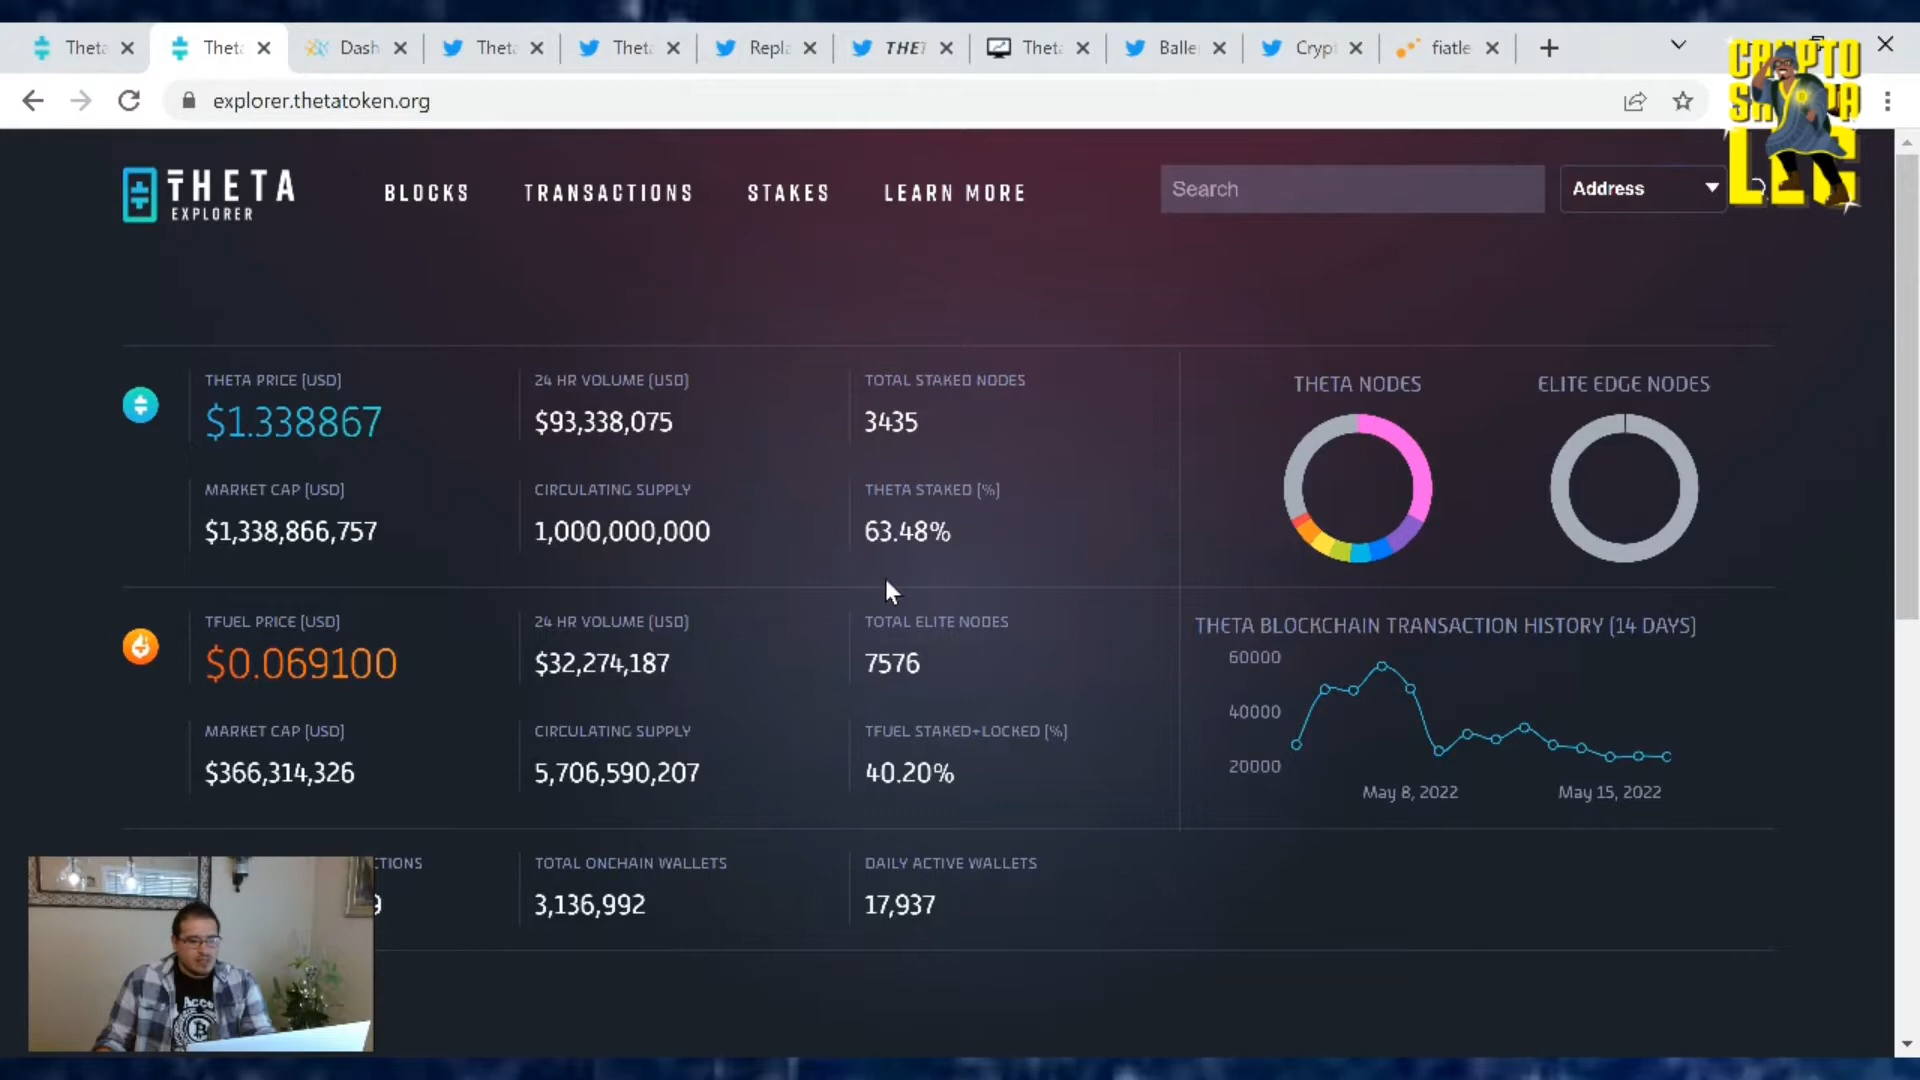 Theta
Theta
Dash
Theta
Theta
Repla
THET
Theta
Balle
Crypt
fiatle
CRYPTO
explorer.thetatoken.org
THETA
EXPLORER
BLOCKS
TRANSACTIONS
STAKES
LEARN MORE
Search
Address
LEG
THETA PRICE [USD]
24 HR VOLUME [USD]
TOTAL STAKED NODES
THETA NODES
ELITE EDGE NODES
$1.338867
$93,338,075
3435
MARKET CAP [USD]
CIRCULATING SUPPLY
THETA STAKED [%]
$1,338,866,757
1,000,000,000
63.48%
TFUEL PRICE [USD]
24 HR VOLUME [USD]
TOTAL ELITE NODES
THETA BLOCKCHAIN TRANSACTION HISTORY [14 DAYS]
$0.069100
$32,274,187
7576
60000
40000
20000
May 8, 2022
May 15, 2022
MARKET CAP [USD]
CIRCULATING SUPPLY
TFUEL STAKED+LOCKED [%]
$366,314,326
5,706,590,207
40.20%
CTIONS
TOTAL ONCHAIN WALLETS
DAILY ACTIVE WALLETS
9
3,136,992
17,937